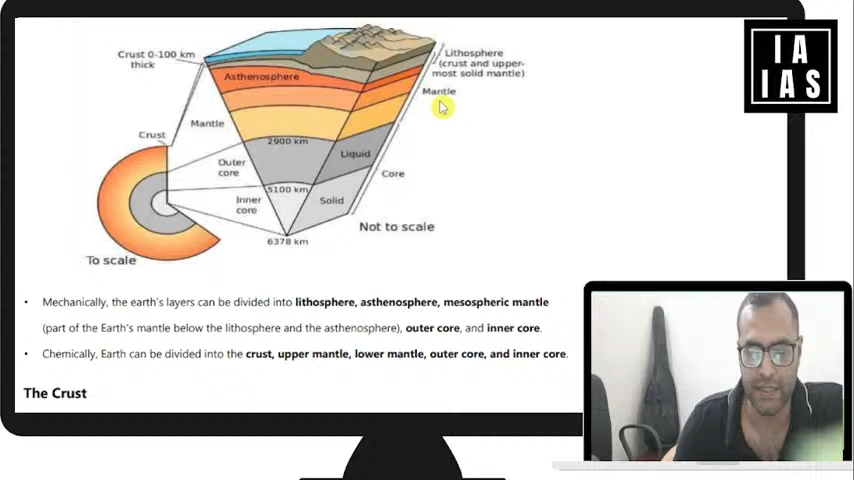 Crust 0-100 km
thick
Asthenosphere
Lithosphere
(crust and upper-
most solid mantle)
Mantle
Mantle
Crust
2900 km
Liquid
Outer
core
Core
5100 km
Inner
core
Solid
Not to scale
6378 km
To scale
• Mechanically, the earth's layers can be divided into lithosphere, asthenosphere, mesospheric mantle
(part of the Earth's mantle below the lithosphere and the asthenosphere), outer core, and inner core.
• Chemically, Earth can be divided into the crust, upper mantle, lower mantle, outer core, and inner core.
The Crust
IA
IAS